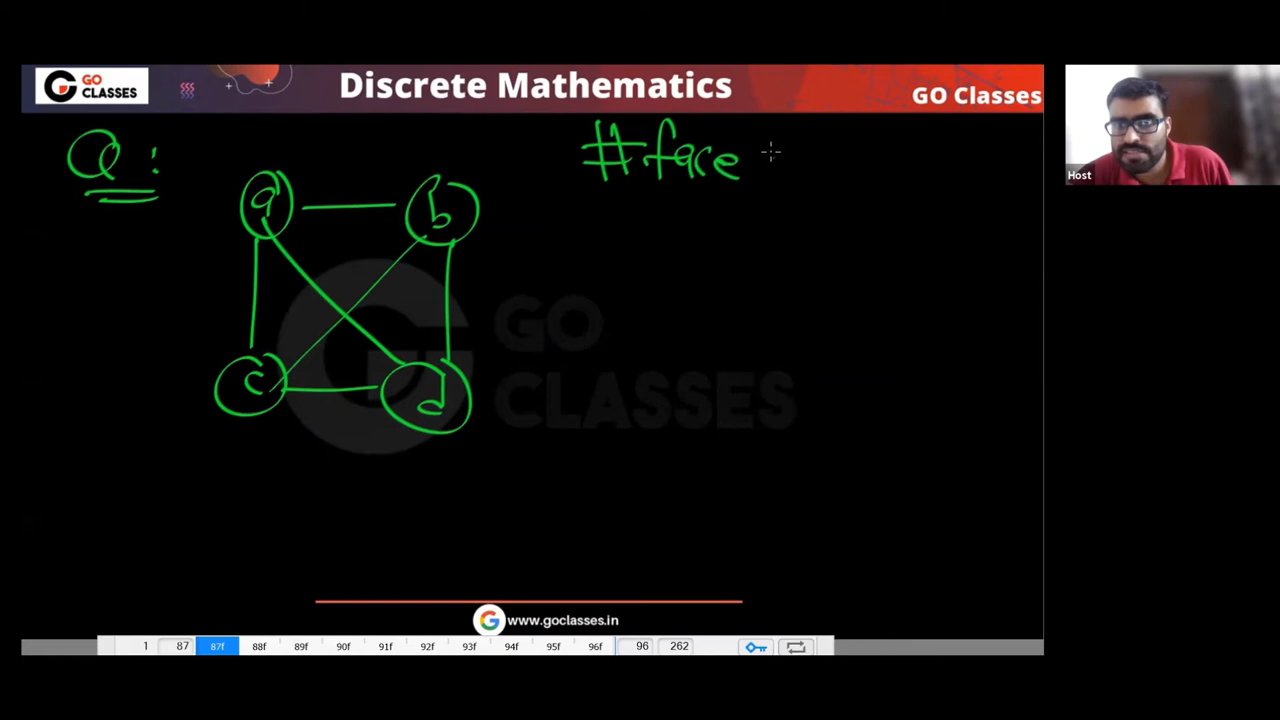 GO
CLASSES
Discrete Mathematics
GO Classes
Q :
#face
a
b
c
d
GO
CLASSES
Host
www.goclasses.in
1 87 87f 88f 89f 90f 91f 92f 93f 94f 95f 96f 96 262